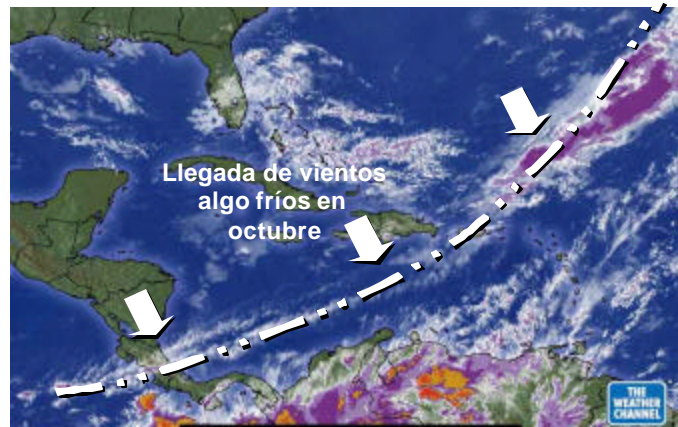 Llegada de vientos
algo fríos en
octubre
THE
WEATHER
CHANNEL